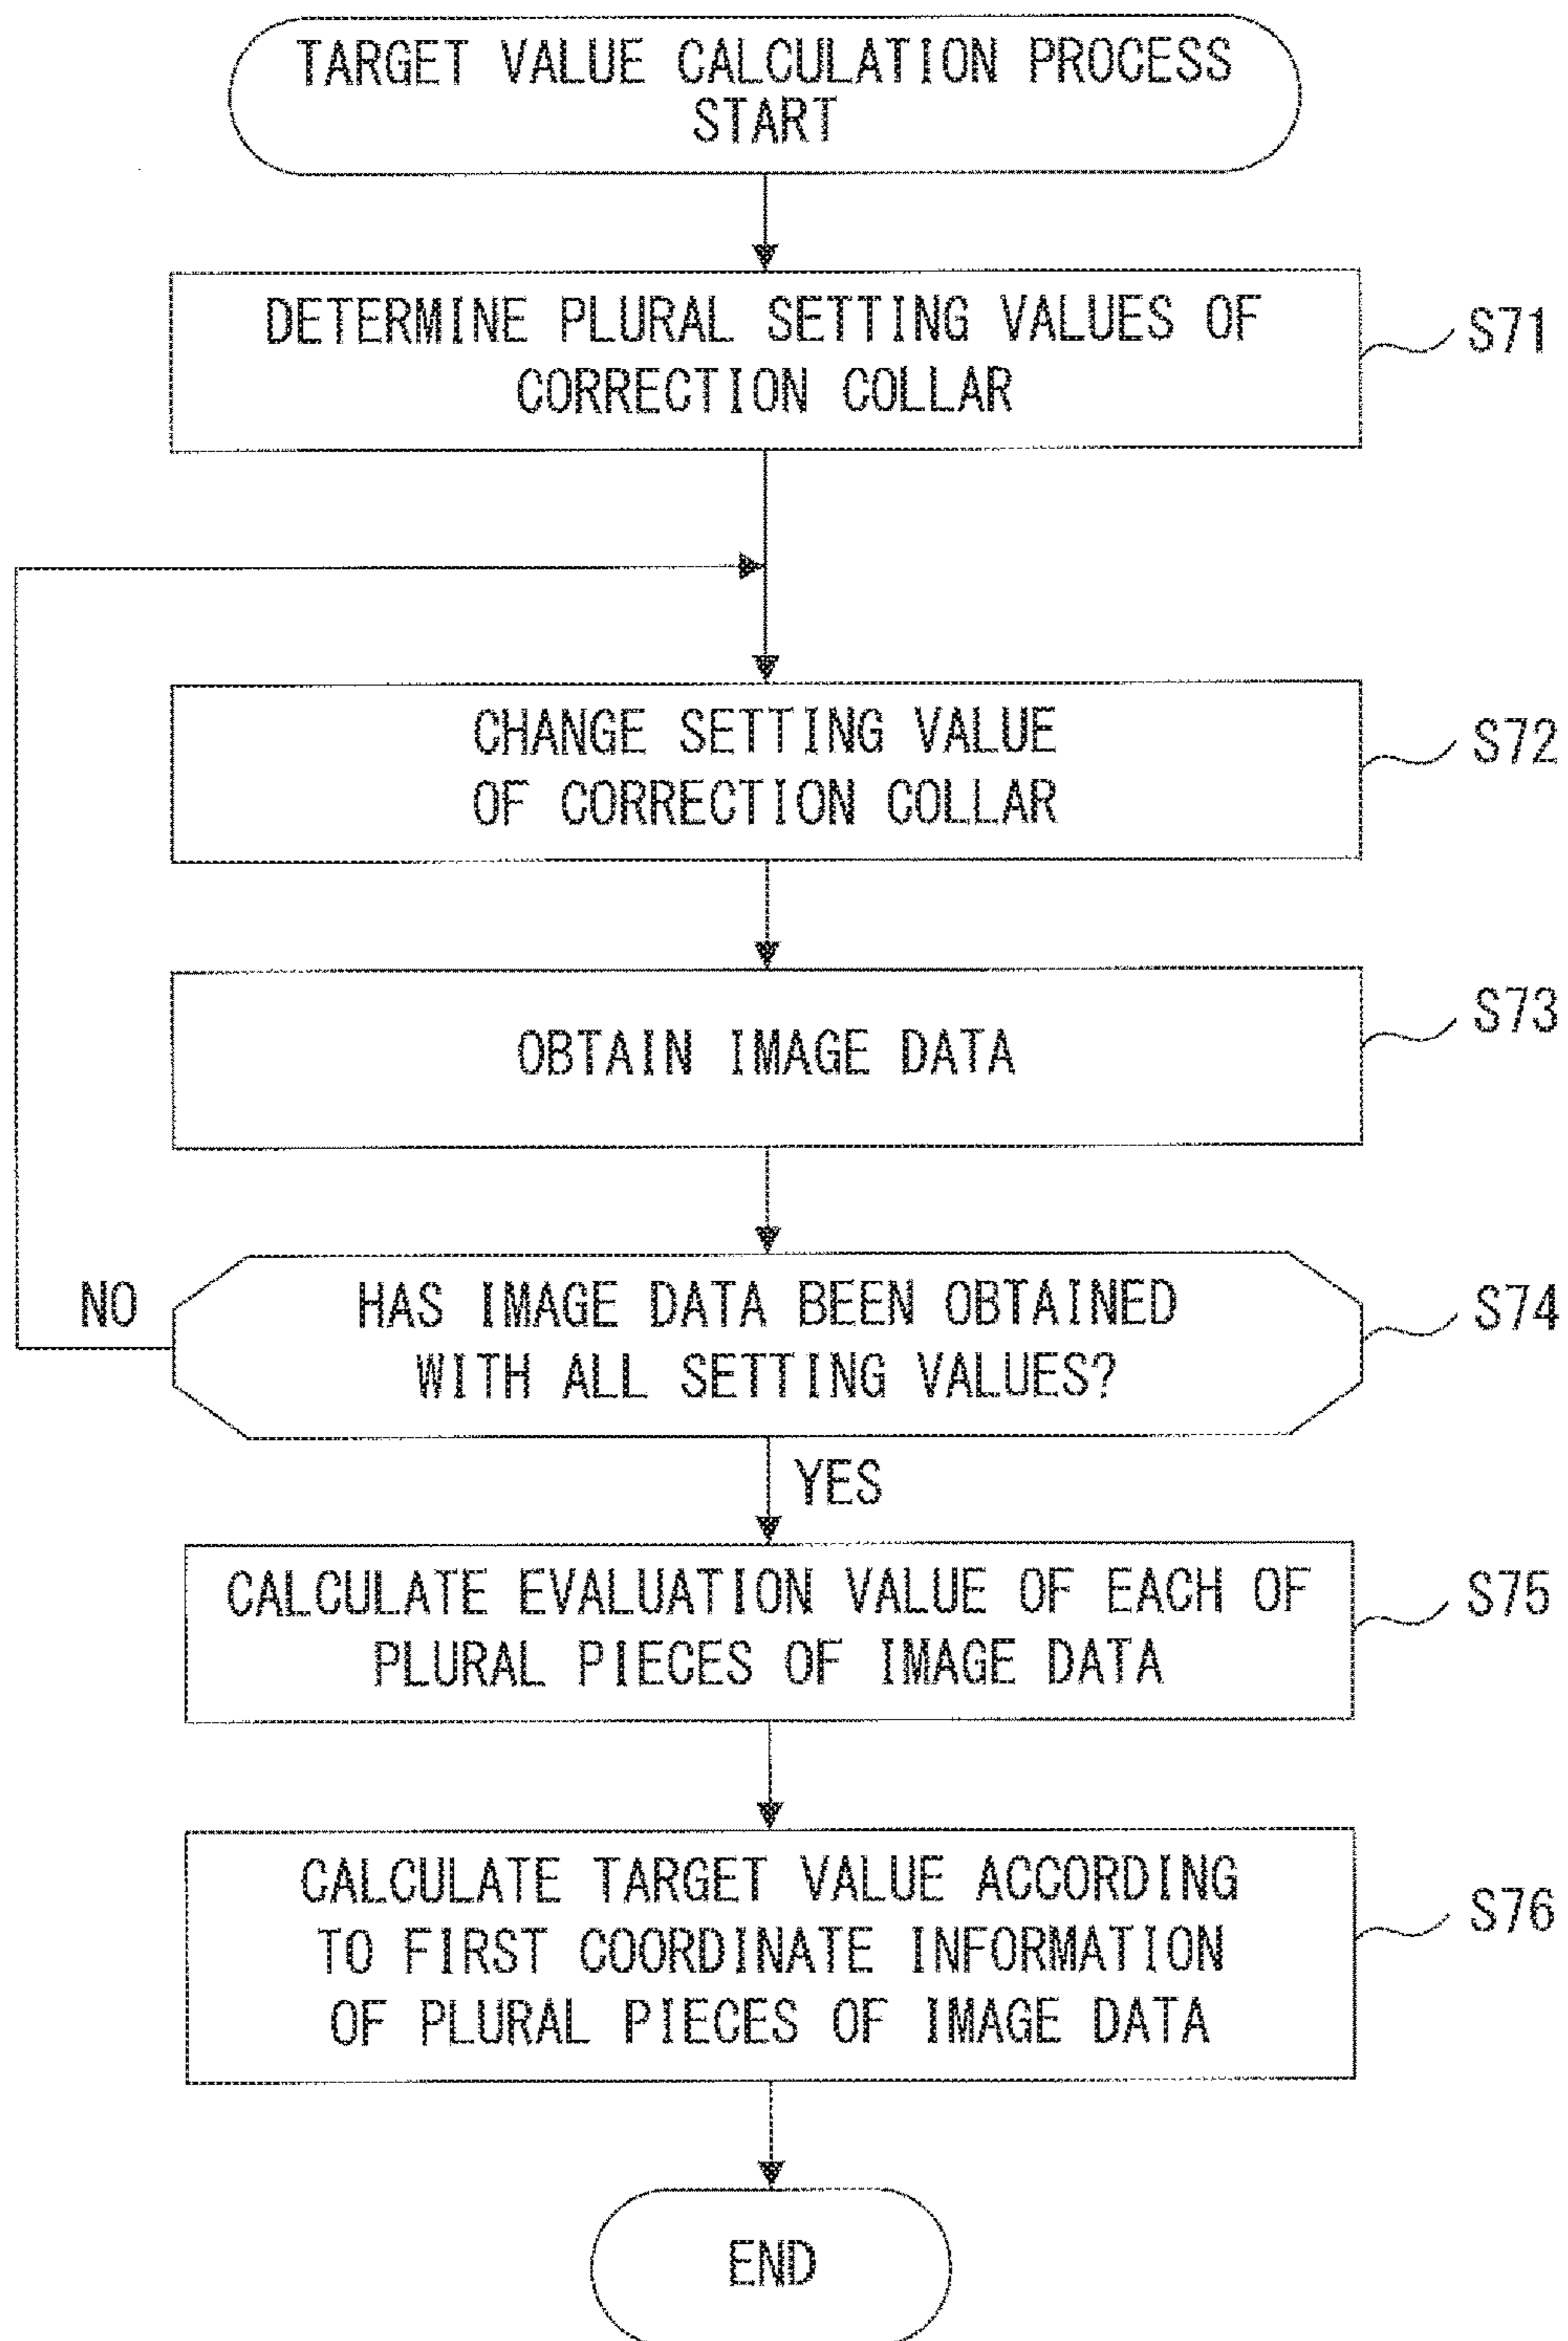 TARGET VALUE CALCULATION PROCESS
START
DETERMINE PLURAL SETTING VALUES OF
CORRECTION COLLAR
S71
CHANGE SETTING VALUE
OF CORRECTION COLLAR
S72
OBTAIN IMAGE DATA
S73
HAS IMAGE DATA BEEN OBTAINED
WITH ALL SETTING VALUES?
S74
NO
YES
CALCULATE EVALUATION VALUE OF EACH OF
PLURAL PIECES OF IMAGE DATA
S75
CALCULATE TARGET VALUE ACCORDING
TO FIRST COORDINATE INFORMATION
OF PLURAL PIECES OF IMAGE DATA
S76
END